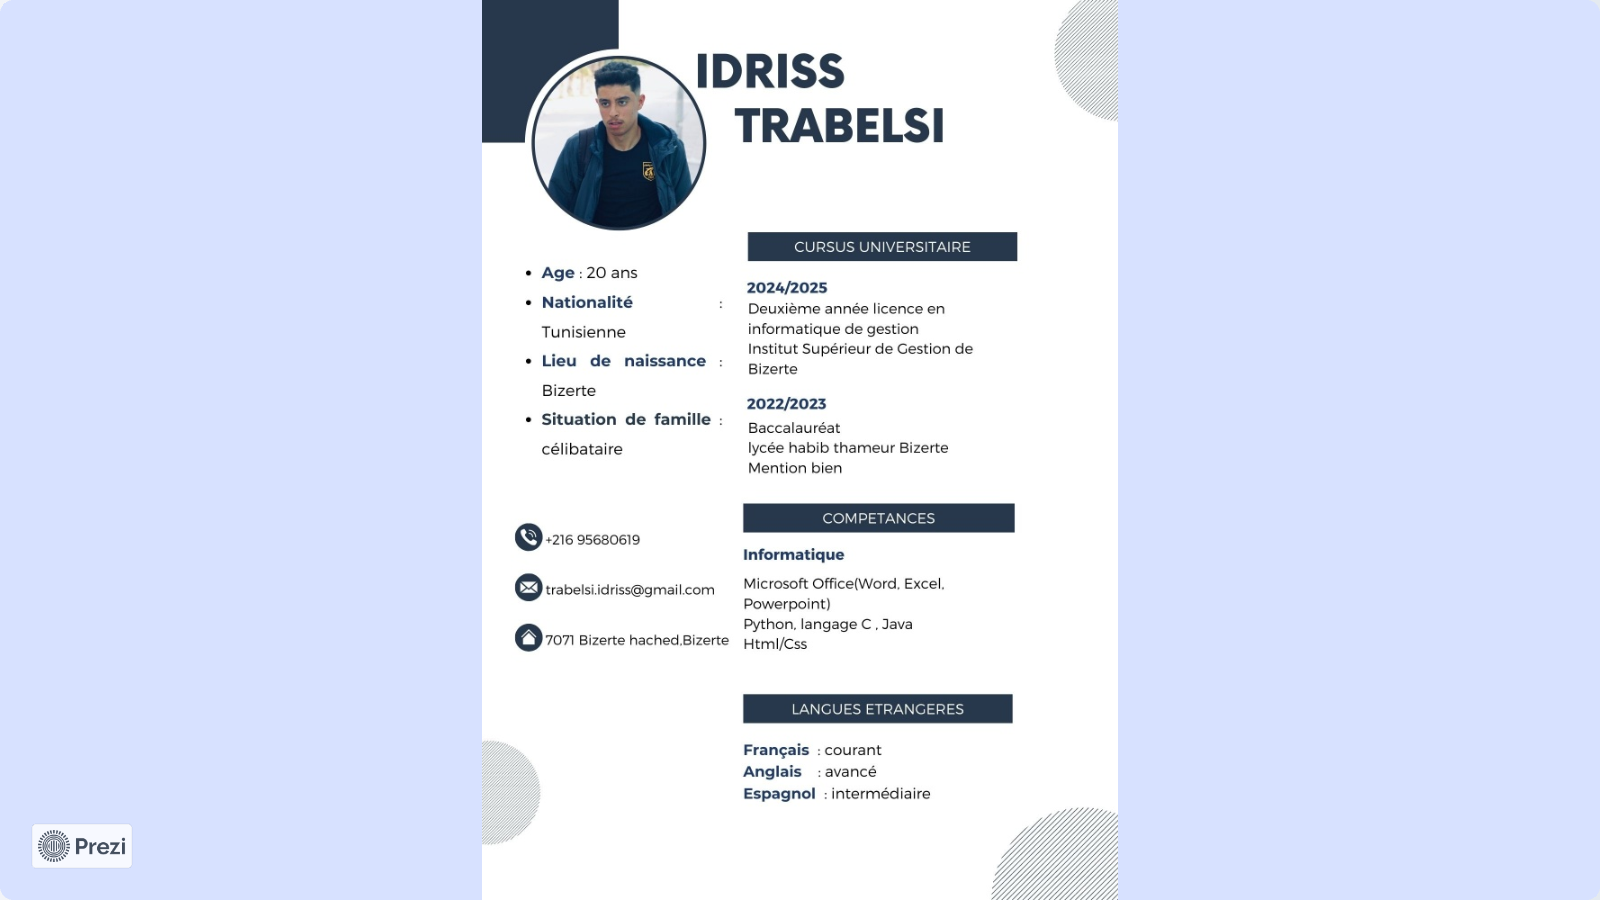 IDRISS
TRABELSI
• Age : 20 ans
• Nationalité :
Tunisienne
• Lieu de naissance :
Bizerte
• Situation de famille :
célibataire
+216 95680619
trabelsi.idriss@gmail.com
7071 Bizerte hached,Bizerte
CURSUS UNIVERSITAIRE
2024/2025
Deuxième année licence en
informatique de gestion
Institut Supérieur de Gestion de
Bizerte
2022/2023
Baccalauréat
lycée habib thameur Bizerte
Mention bien
COMPETANCES
Informatique
Microsoft Office(Word, Excel,
Powerpoint)
Python, langage C , Java
Html/Css
LANGUES ETRANGERES
Français : courant
Anglais : avancé
Espagnol : intermédiaire
Prezi